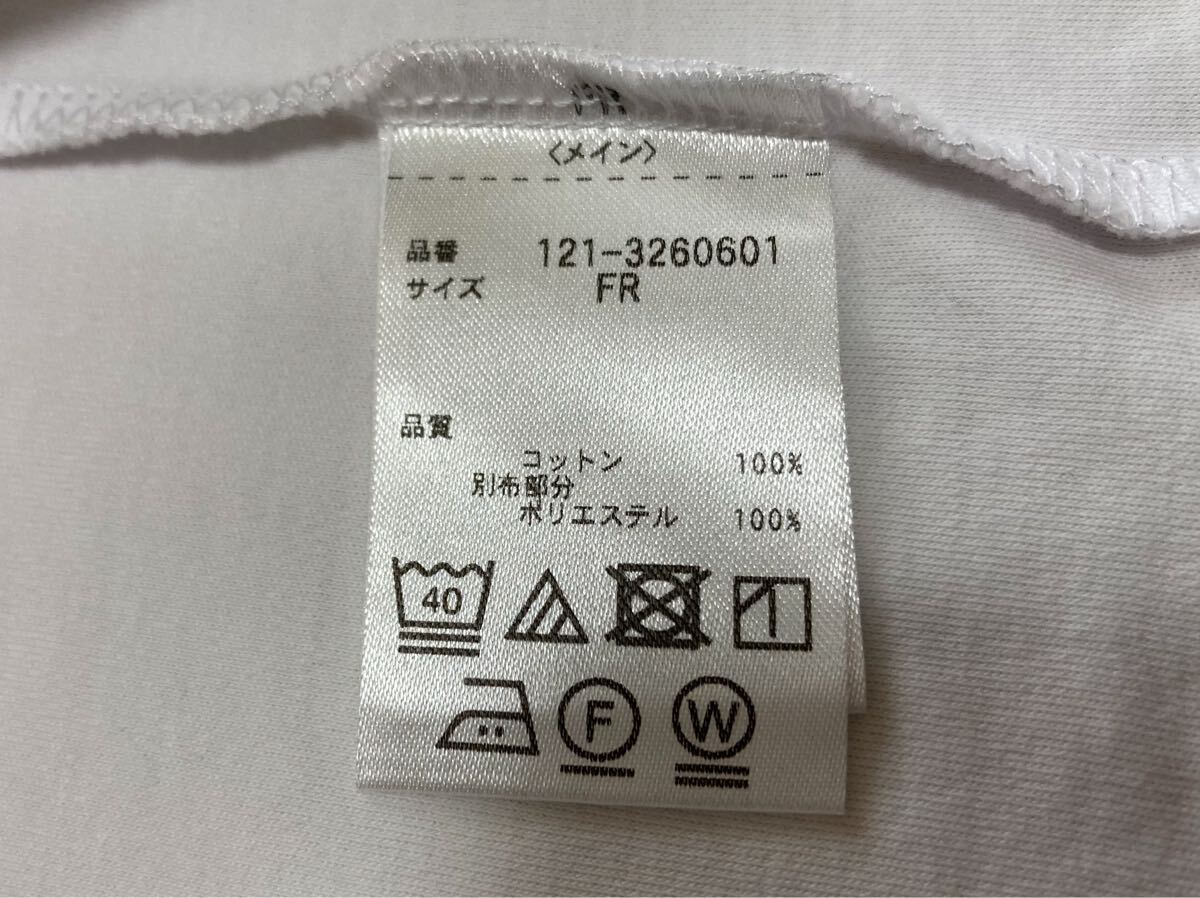 〈メイン〉
品番 121-3260601
サイズ FR
品質
コットン 100%
別布部分
ポリエステル 100%
40
F
W